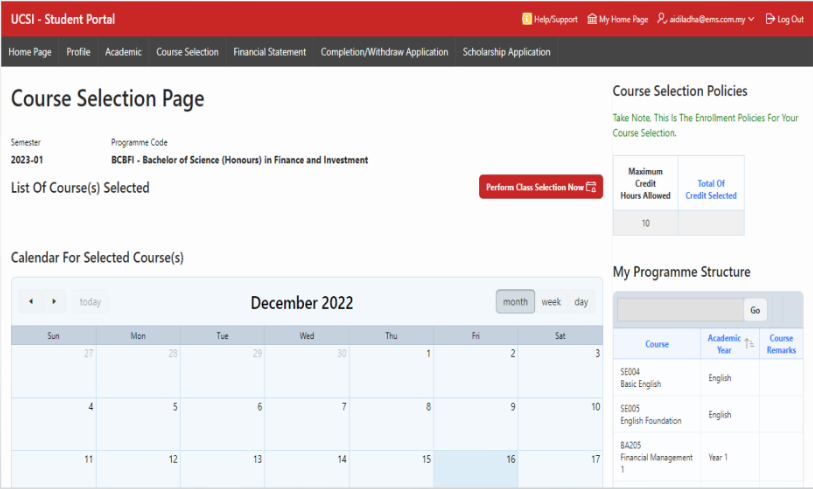 UCSI - Student Portal
Help/Support My Home Page aidiladha@ems.com.my Log Out
Home Page Profile Academic Course Selection Financial Statement Completion/Withdraw Application Scholarship Application
Course Selection Page
Semester Programme Code
2023-01 BCBFI - Bachelor of Science (Honours) in Finance and Investment
List Of Course(s) Selected
Perform Class Selection Now
Calendar For Selected Course(s)
today
December 2022
month week day
Sun Mon Tue Wed Thu Fri Sat
27 28 29 30 1 2 3
4 5 6 7 8 9 10
11 12 13 14 15 16 17
Course Selection Policies
Take Note, This Is The Enrollment Policies For Your
Course Selection.
Maximum
Credit
Hours Allowed
Total Of
Credit Selected
10
My Programme Structure
Go
Course
Academic
Year
Course
Remarks
SE004
Basic English
English
SE005
English Foundation
English
BA205
Financial Management
1
Year 1